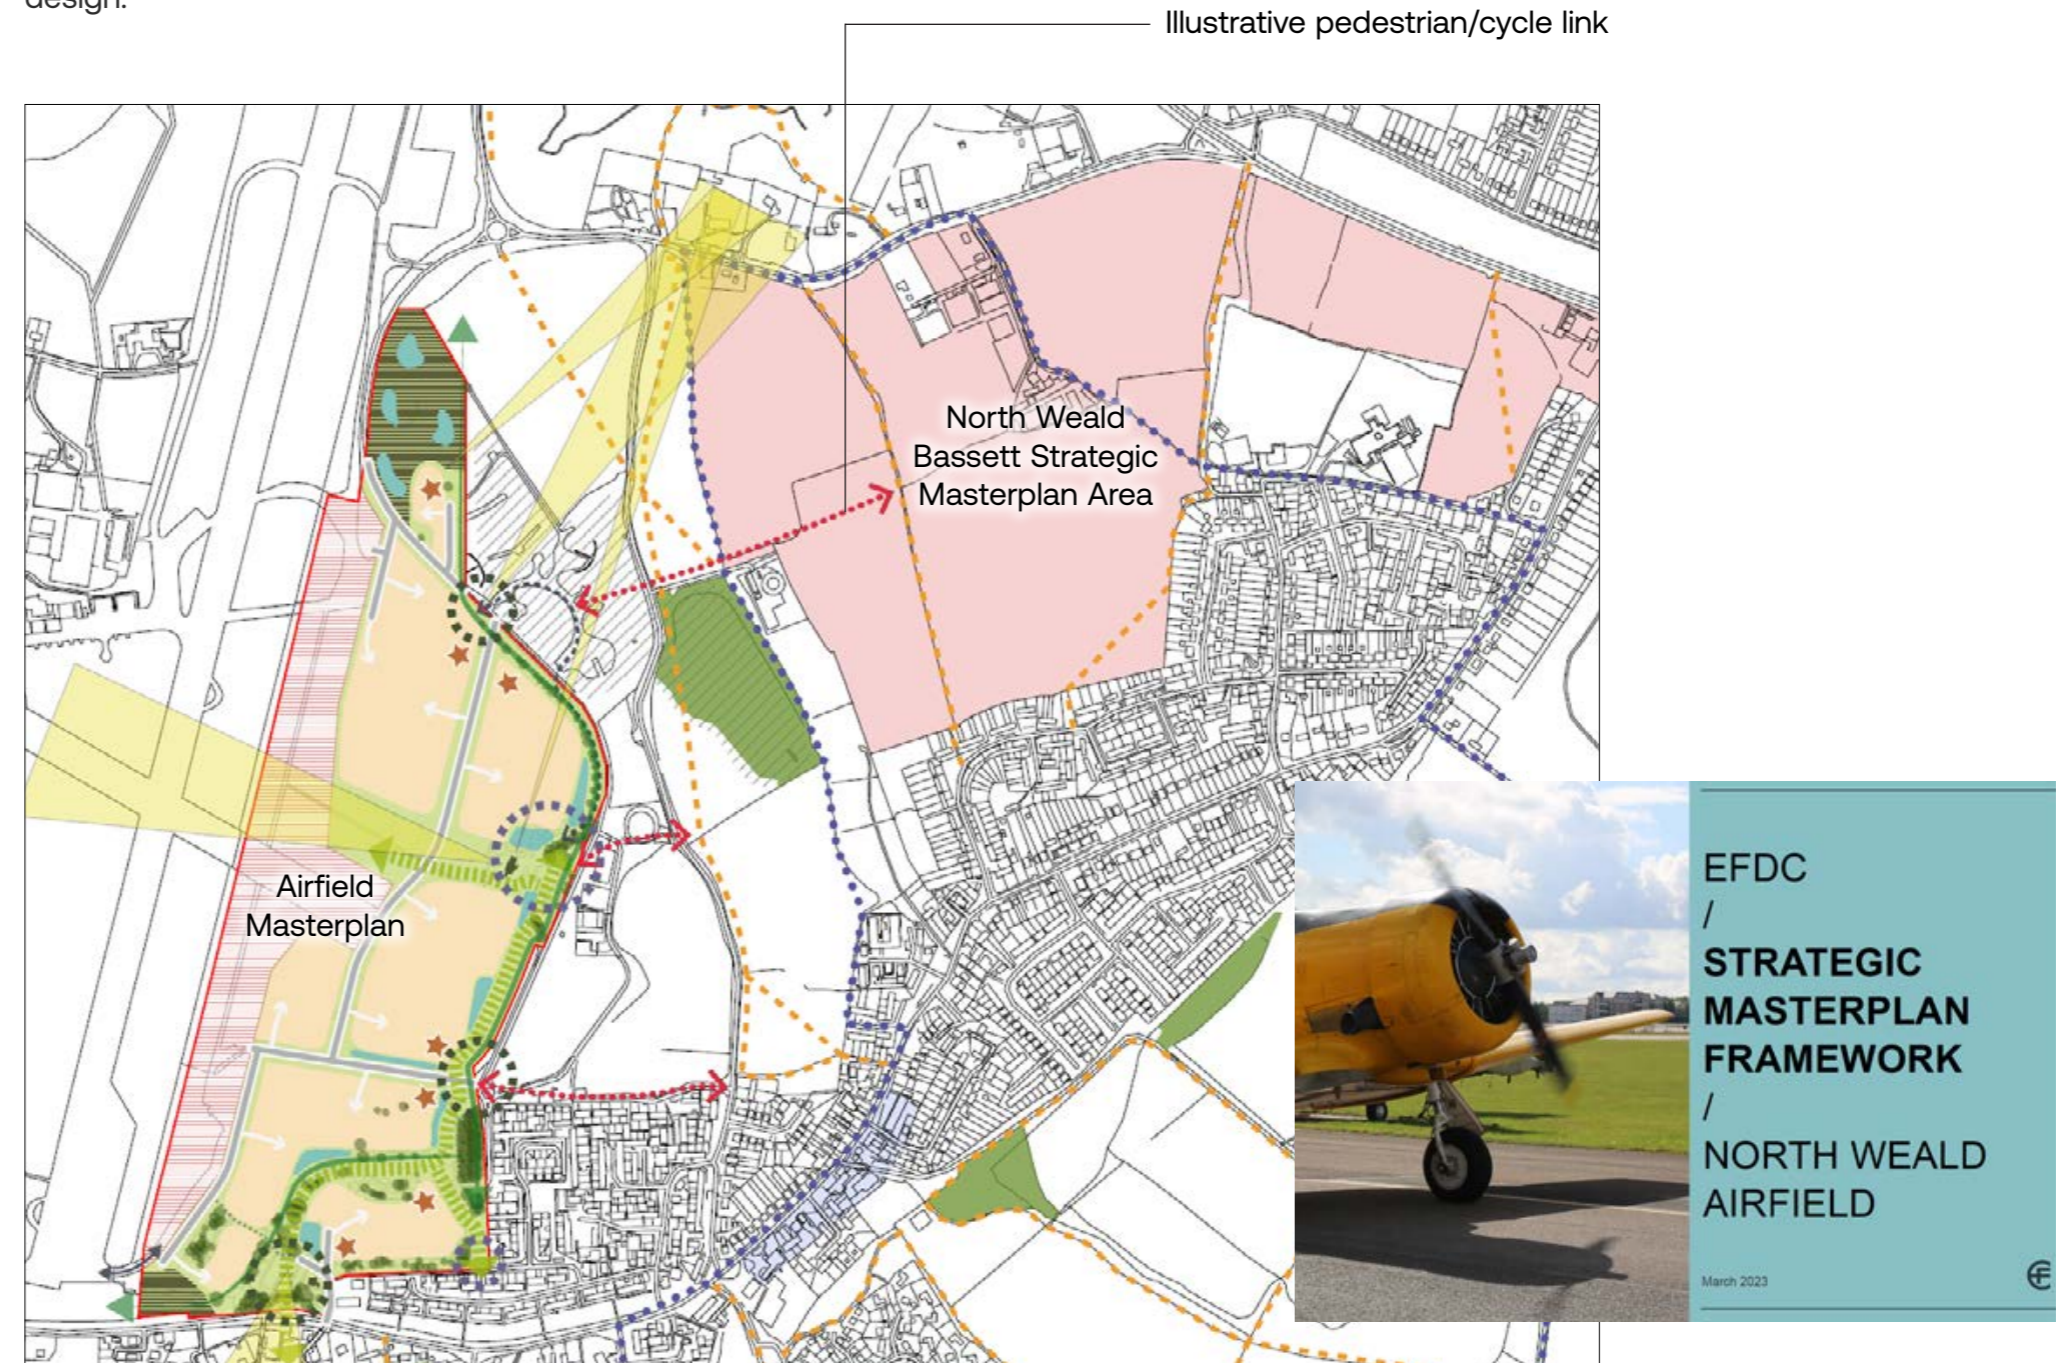 design.
Illustrative pedestrian/cycle link
North Weald
Bassett Strategic
Masterplan Area
Airfield
Masterplan
EFDC
/
STRATEGIC
MASTERPLAN
FRAMEWORK
/
NORTH WEALD
AIRFIELD
March 2023